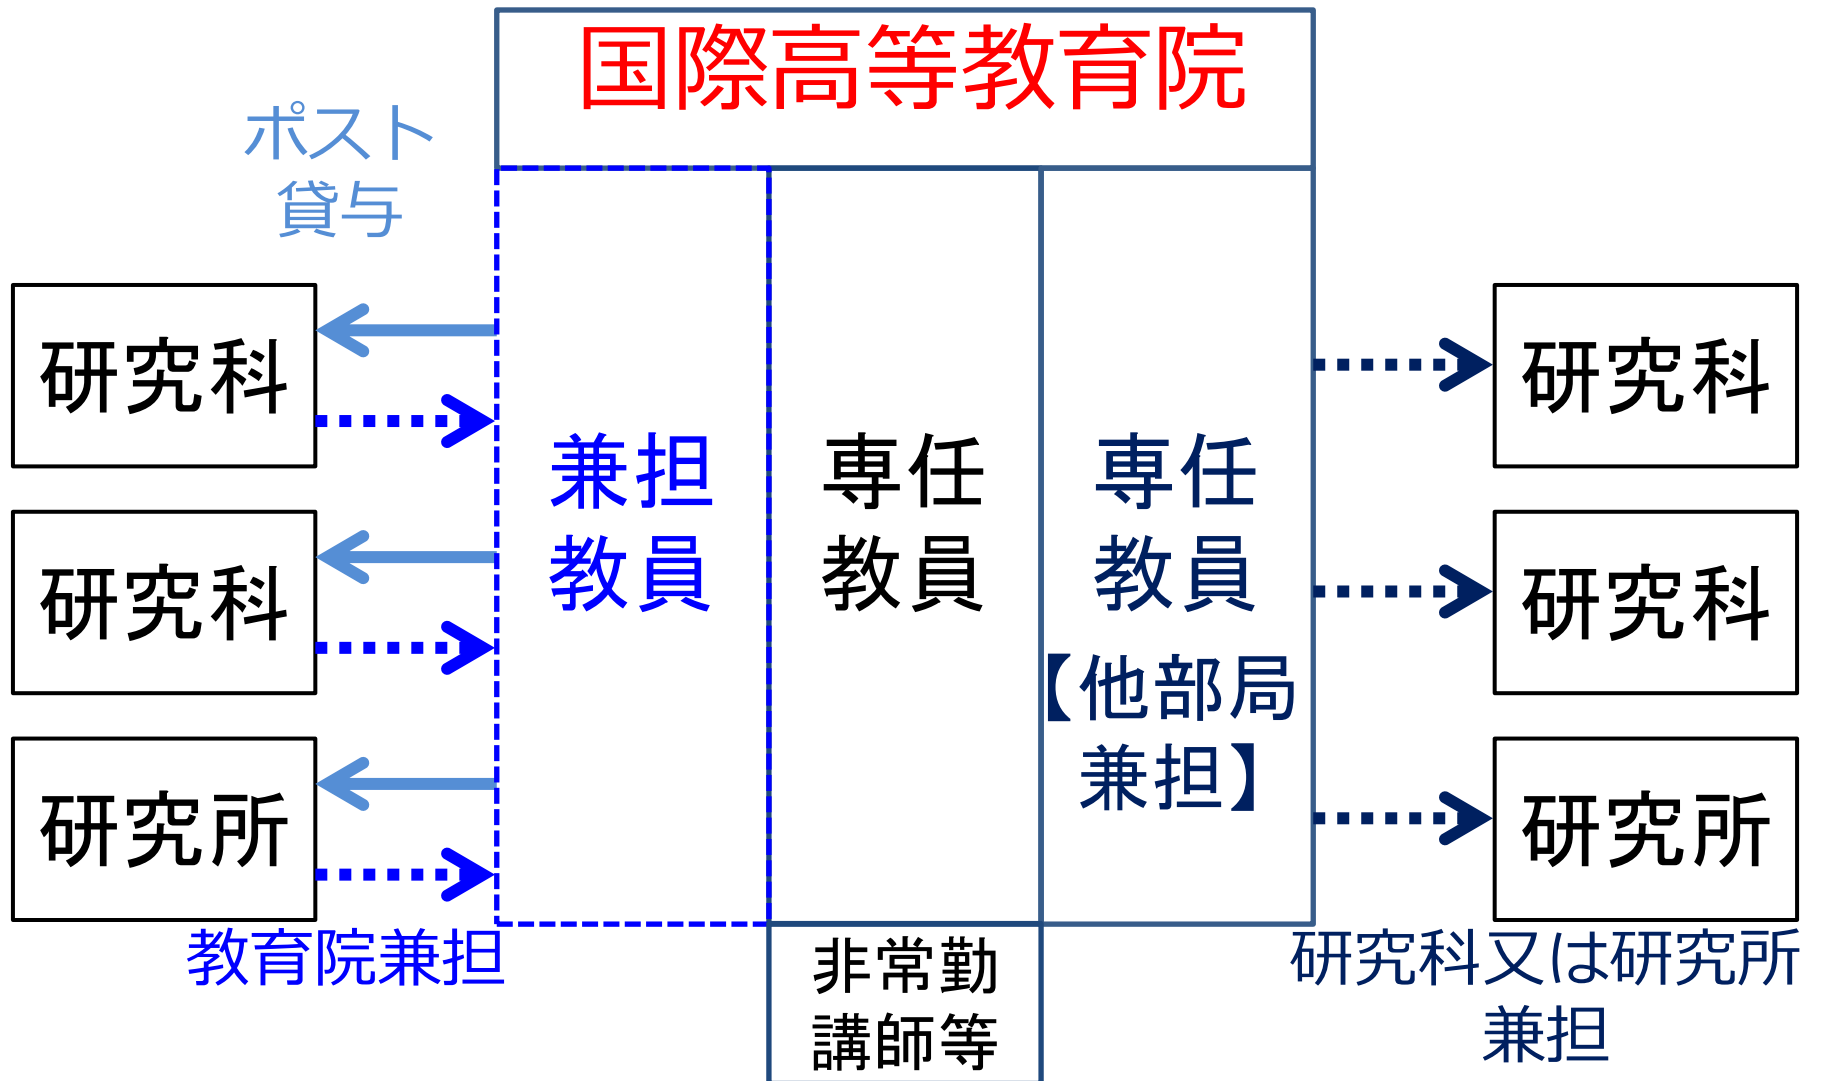 国際高等教育院
ポスト
貸与
研究科
研究科
研究所
教育院兼担
兼担
教員
専任
教員
非常勤
講師等
専任
教員
【他部局
兼担】
研究科
研究科
研究所
研究科又は研究所
兼担